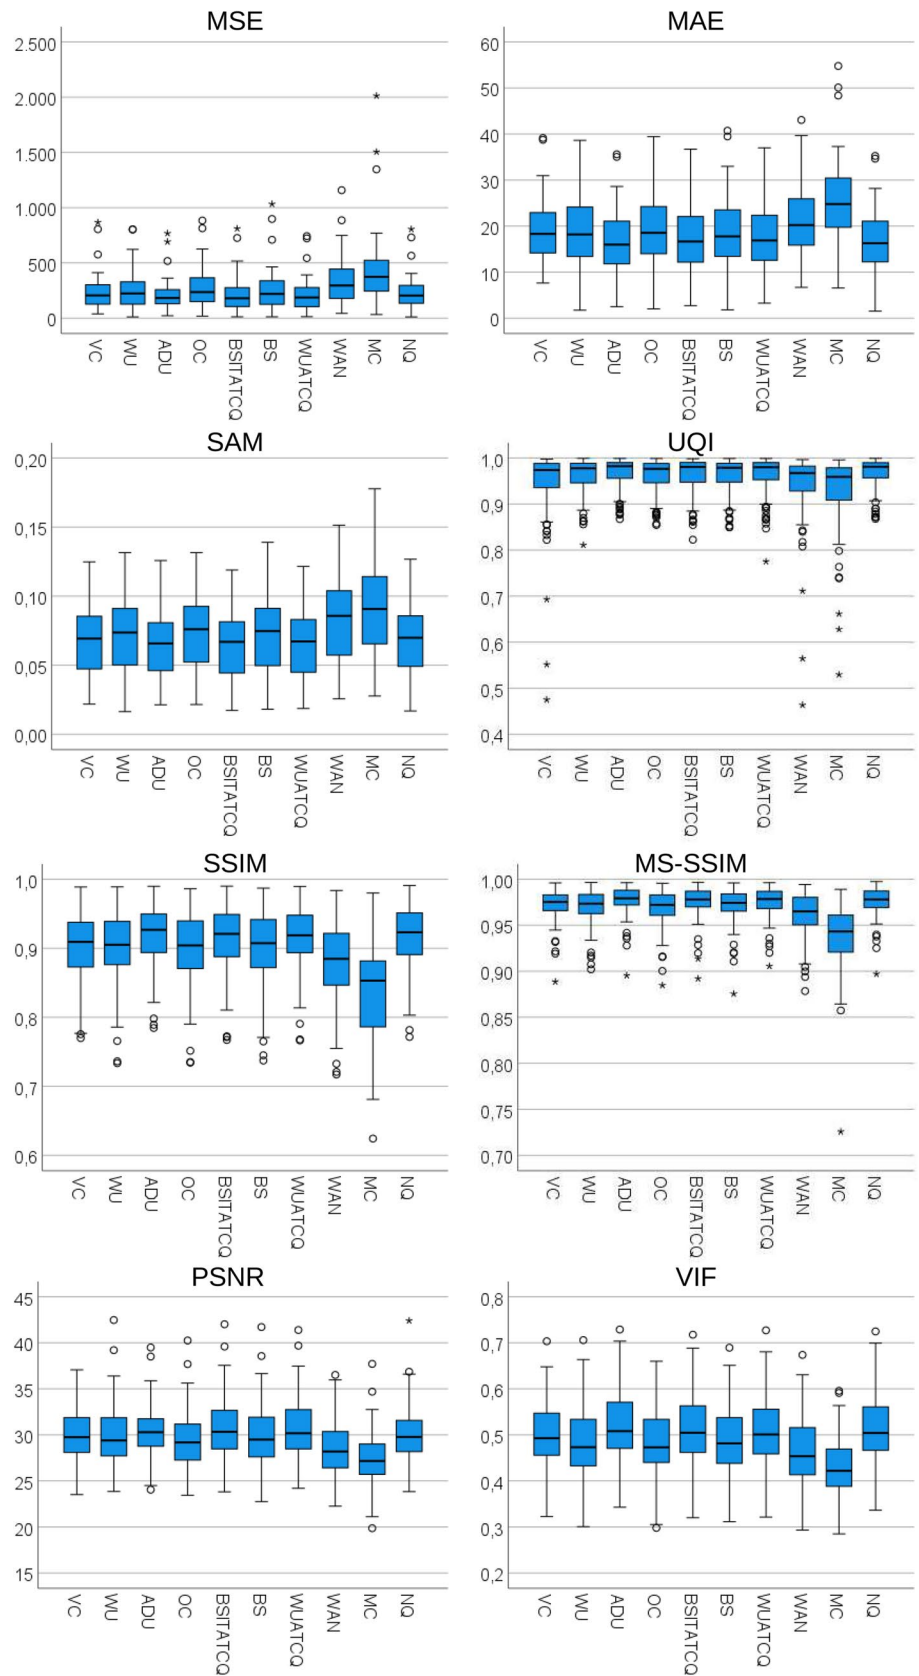 MSE
2.500
2.000
1.500
1.000
500
0
VC
WU
ADU
OC
BSITATCQ
BS
WUATCQ
WAN
MC
NQ
MAE
60
50
40
30
20
10
0
VC
WU
ADU
OC
BSITATCQ
BS
WUATCQ
WAN
MC
NQ
SAM
0,20
0,15
0,10
0,05
0,00
VC
WU
ADU
OC
BSITATCQ
BS
WUATCQ
WAN
MC
NQ
UQI
1,0
0,9
0,8
0,7
0,6
0,5
0,4
VC
WU
ADU
OC
BSITATCQ
BS
WUATCQ
WAN
MC
NQ
SSIM
1,0
0,9
0,8
0,7
0,6
VC
WU
ADU
OC
BSITATCQ
BS
WUATCQ
WAN
MC
NQ
MS-SSIM
1,00
0,95
0,90
0,85
0,80
0,75
0,70
VC
WU
ADU
OC
BSITATCQ
BS
WUATCQ
WAN
MC
NQ
PSNR
45
40
35
30
25
20
15
VC
WU
ADU
OC
BSITATCQ
BS
WUATCQ
WAN
MC
NQ
VIF
0,8
0,7
0,6
0,5
0,4
0,3
0,2
VC
WU
ADU
OC
BSITATCQ
BS
WUATCQ
WAN
MC
NQ